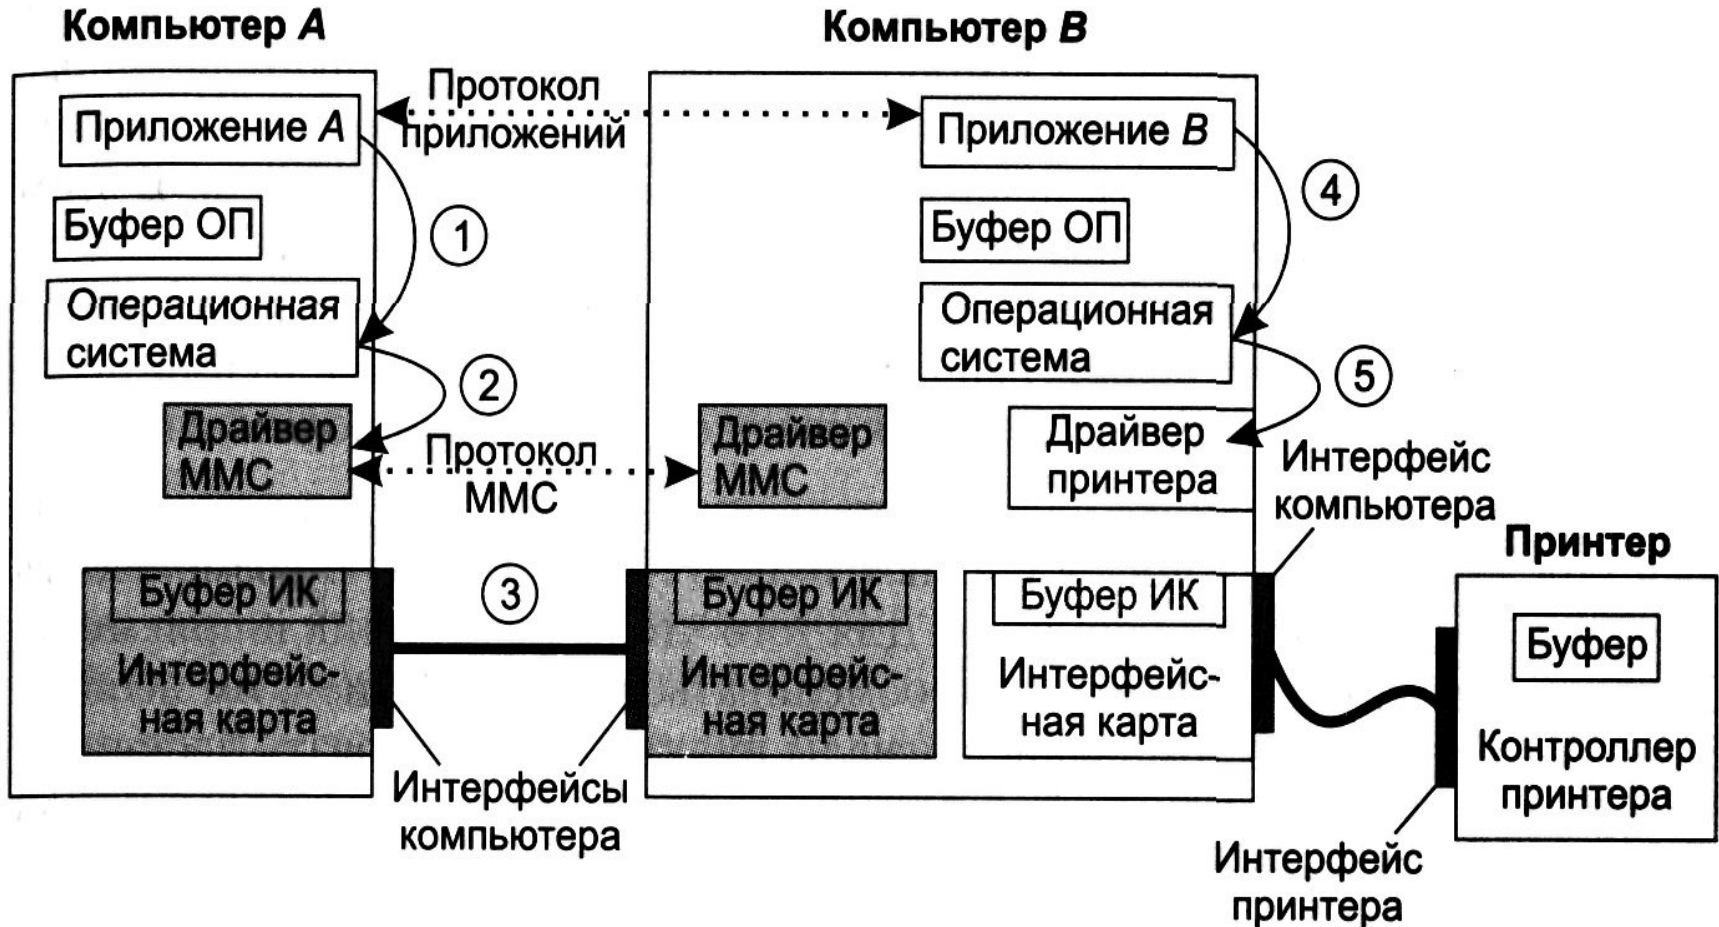 Компьютер A
Компьютер B
Протокол
приложений
Приложение A
Приложение B
4
Буфер ОП
1
Буфер ОП
Операционная
система
Операционная
система
2
5
Драйвер
ММС
Протокол
ММС
Драйвер
ММС
Драйвер
принтера
Интерфейс
компьютера
Принтер
Буфер ИК
3
Буфер ИК
Буфер ИК
Буфер
Интерфейс-
ная карта
Интерфейс-
ная карта
Интерфейс-
ная карта
Контроллер
принтера
Интерфейсы
компьютера
Интерфейс
принтера